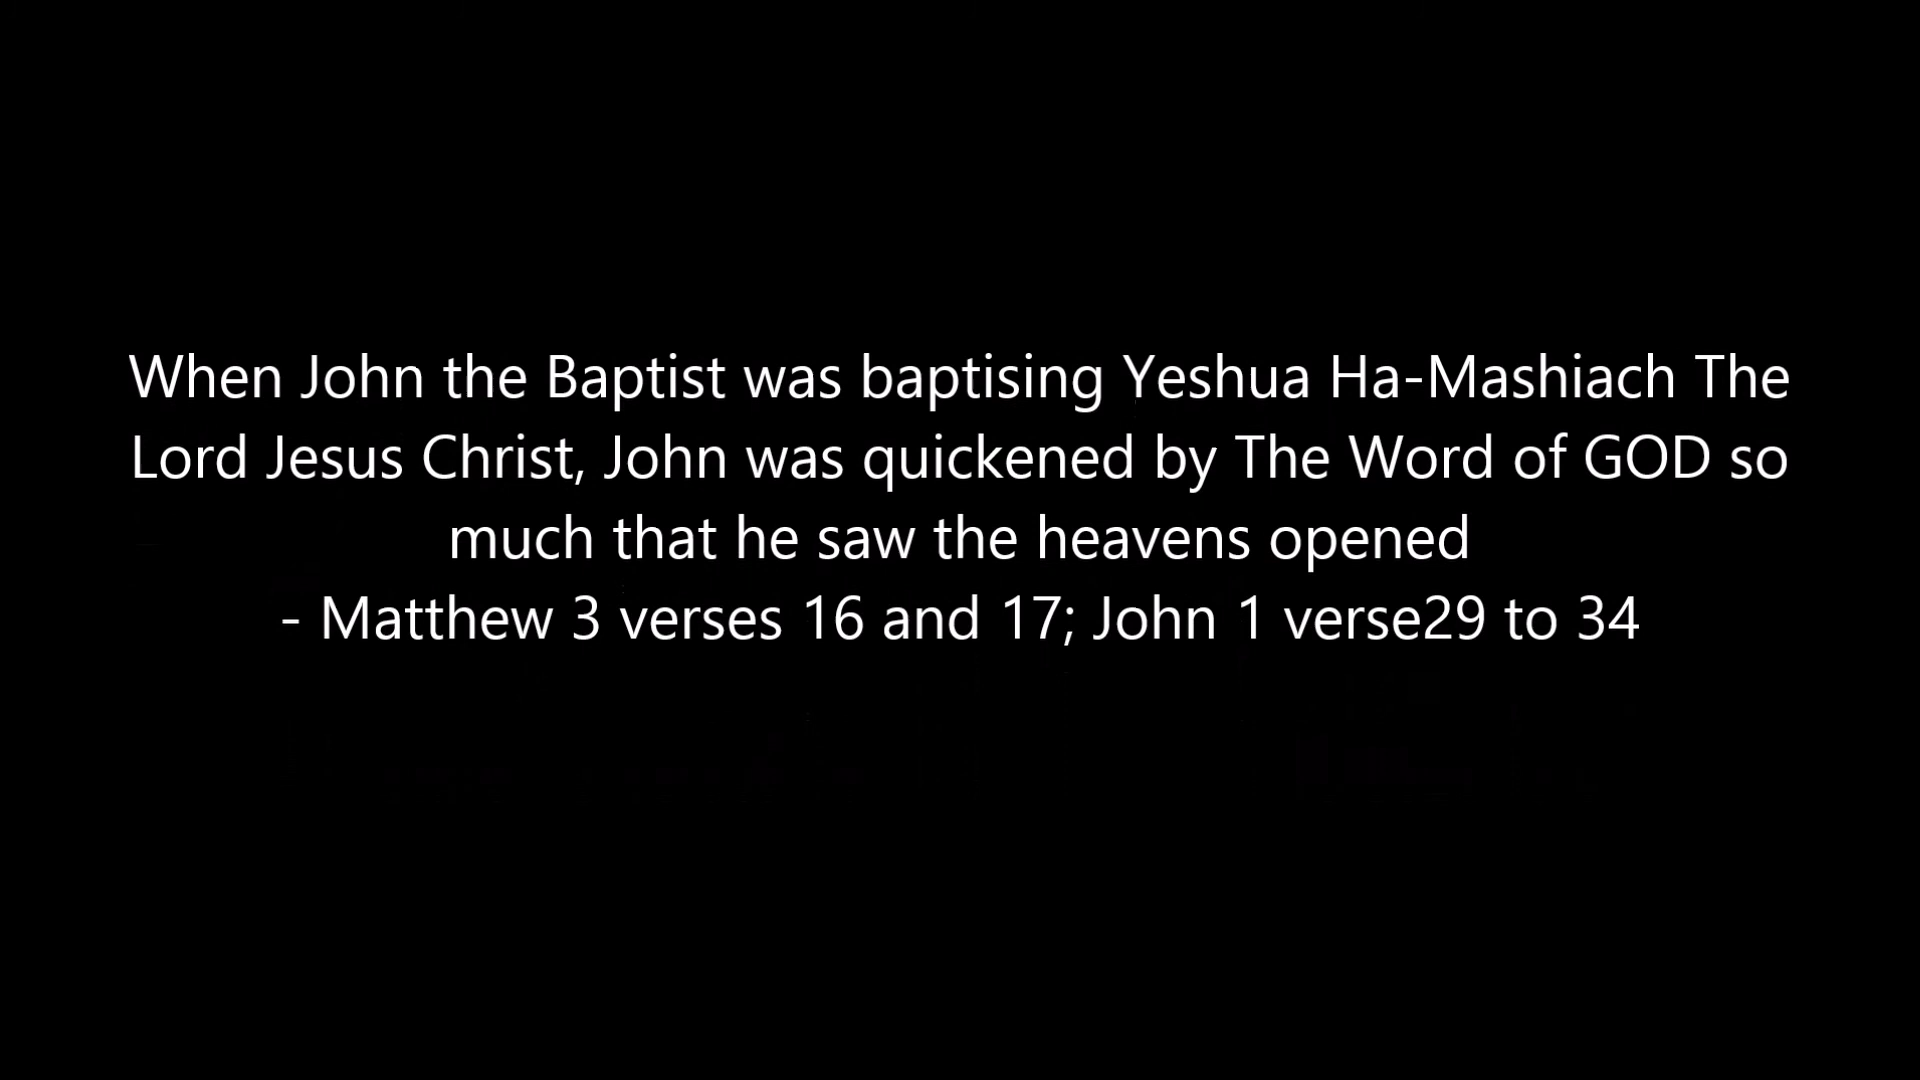 When John the Baptist was baptising Yeshua Ha-Mashiach The
Lord Jesus Christ, John was quickened by The Word of GOD so
much that he saw the heavens opened
- Matthew 3 verses 16 and 17; John 1 verse29 to 34